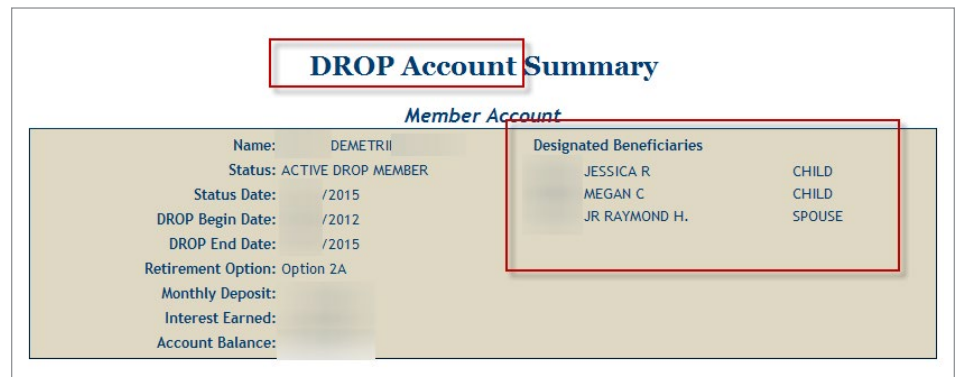 DROP Account Summary
Member Account
Name: DEMETRII
Status: ACTIVE DROP MEMBER
Status Date: /2015
DROP Begin Date: /2012
DROP End Date: /2015
Retirement Option: Option 2A
Monthly Deposit:
Interest Earned:
Account Balance:
Designated Beneficiaries
JESSICA R CHILD
MEGAN C CHILD
JR RAYMOND H. SPOUSE